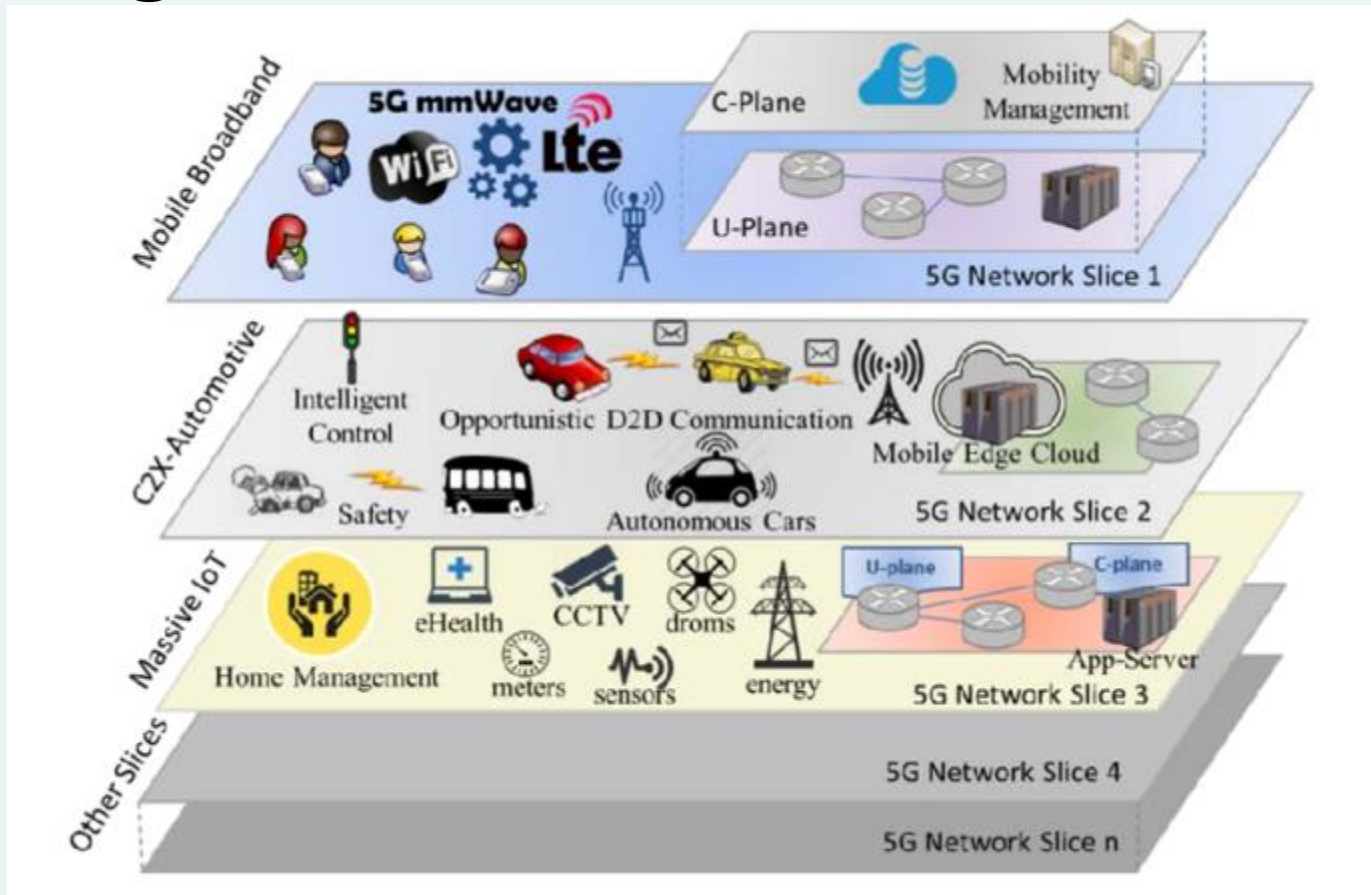 Mobile Broadband
5G mmWave
WiFi
Lte
C-Plane
Mobility
Management
U-Plane
5G Network Slice 1
C2X-Automotive
Intelligent
Control
Opportunistic D2D Communication
Mobile Edge Cloud
Safety
Autonomous Cars
5G Network Slice 2
Massive IoT
Home Management
eHealth
CCTV
droms
meters
sensors
energy
U-plane
C-plane
App-Server
5G Network Slice 3
Other Slices
5G Network Slice 4
5G Network Slice n